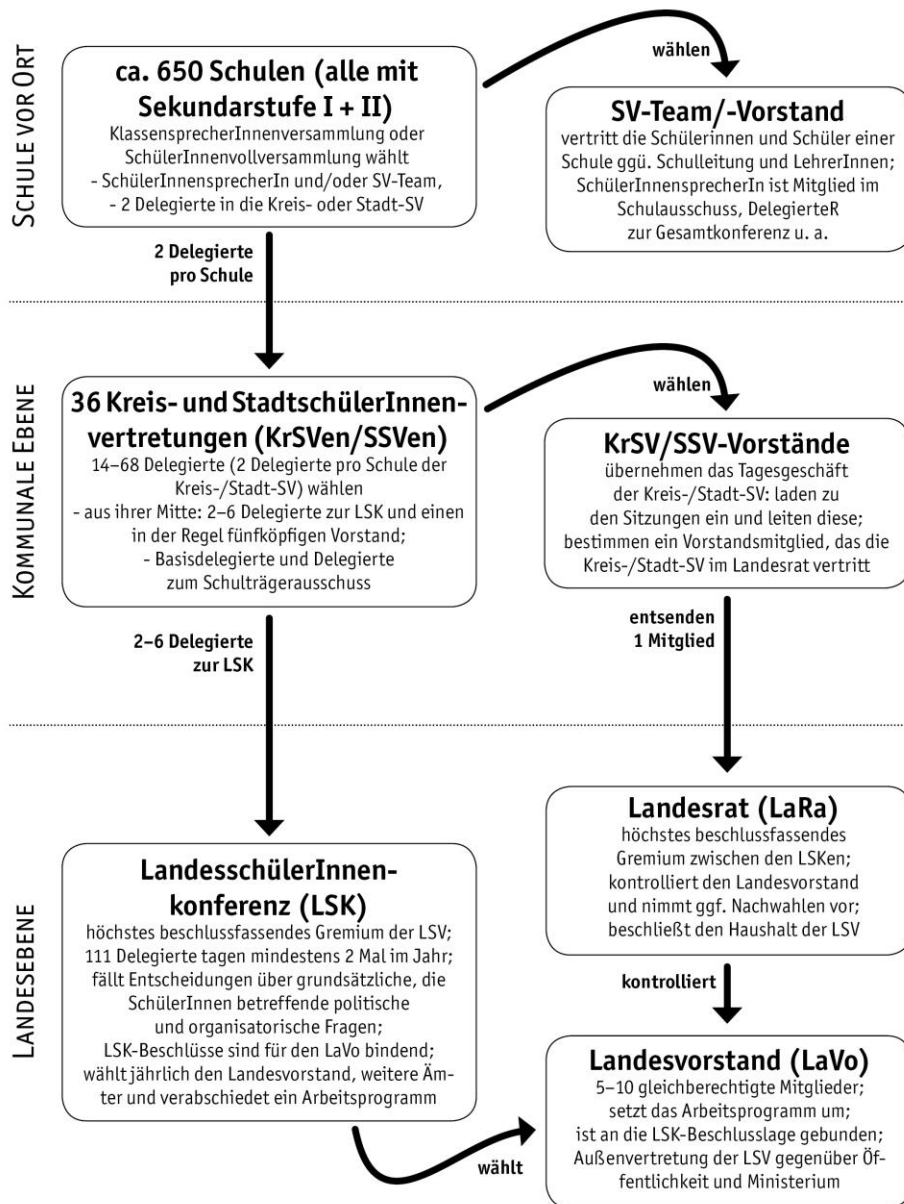 SCHULE VOR ORT
ca. 650 Schulen (alle mit
Sekundarstufe I + II)
KlassensprecherInnenversammlung oder
SchülerInnenvollversammlung wählt
- SchülerInnensprecherIn und/oder SV-Team,
- 2 Delegierte in die Kreis- oder Stadt-SV
wählen
SV-Team/-Vorstand
vertritt die Schülerinnen und Schüler einer
Schule ggü. Schulleitung und LehrerInnen;
SchülerInnensprecherIn ist Mitglied im
Schulausschuss, DelegierteR
zur Gesamtkonferenz u. a.
2 Delegierte
pro Schule
KOMMUNALE EBENE
36 Kreis- und StadtschülerInnen-
vertretungen (KrSVen/SSVen)
14–68 Delegierte (2 Delegierte pro Schule der
Kreis-/Stadt-SV) wählen
- aus ihrer Mitte: 2–6 Delegierte zur LSK und einen
in der Regel fünfköpfigen Vorstand;
- Basisdelegierte und Delegierte
zum Schulträgerausschuss
wählen
KrSV/SSV-Vorstände
übernehmen das Tagesgeschäft
der Kreis-/Stadt-SV: laden zu
den Sitzungen ein und leiten diese;
bestimmen ein Vorstandsmitglied, das die
Kreis-/Stadt-SV im Landesrat vertritt
2–6 Delegierte
zur LSK
entsenden
1 Mitglied
LANDESEBENE
LandesschülerInnen-
konferenz (LSK)
höchstes beschlussfassendes Gremium der LSV;
111 Delegierte tagen mindestens 2 Mal im Jahr;
fällt Entscheidungen über grundsätzliche, die
SchülerInnen betreffende politische
und organisatorische Fragen;
LSK-Beschlüsse sind für den LaVo bindend;
wählt jährlich den Landesvorstand, weitere Äm-
ter und verabschiedet ein Arbeitsprogramm
Landesrat (LaRa)
höchstes beschlussfassendes
Gremium zwischen den LSKen;
kontrolliert den Landesvorstand
und nimmt ggf. Nachwahlen vor;
beschließt den Haushalt der LSV
kontrolliert
wählt
Landesvorstand (LaVo)
5–10 gleichberechtigte Mitglieder;
setzt das Arbeitsprogramm um;
ist an die LSK-Beschlusslage gebunden;
Außenvertretung der LSV gegenüber Öf-
fentlichkeit und Ministerium